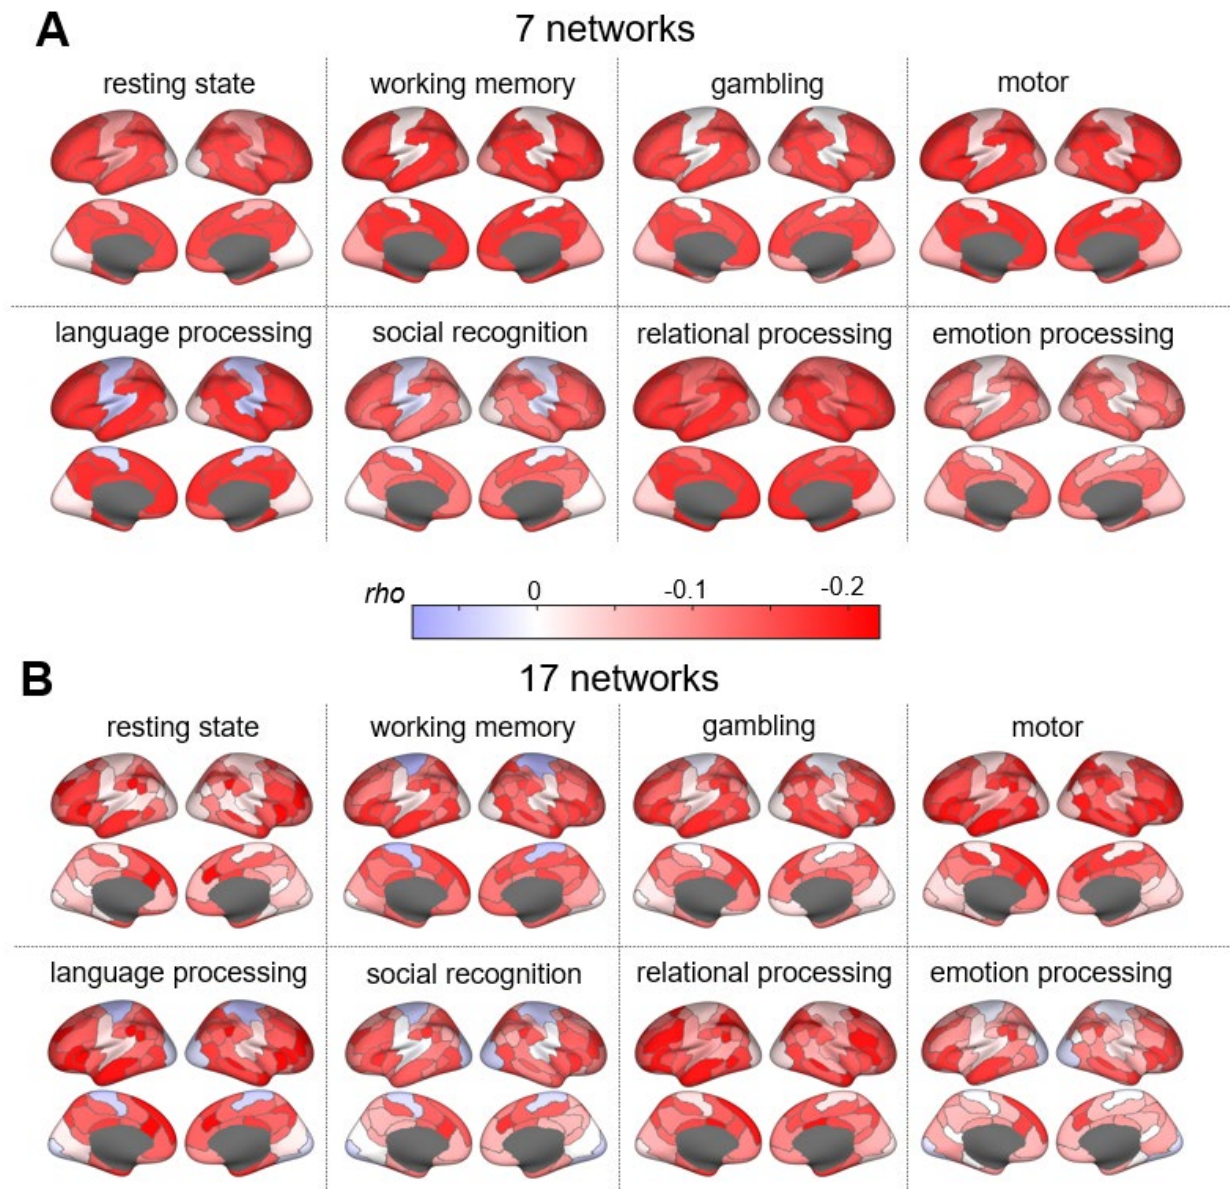 A
7 networks
resting state
working memory
gambling
motor
language processing
social recognition
relational processing
emotion processing
rho
0
-0.1
-0.2
B
17 networks
resting state
working memory
gambling
motor
language processing
social recognition
relational processing
emotion processing